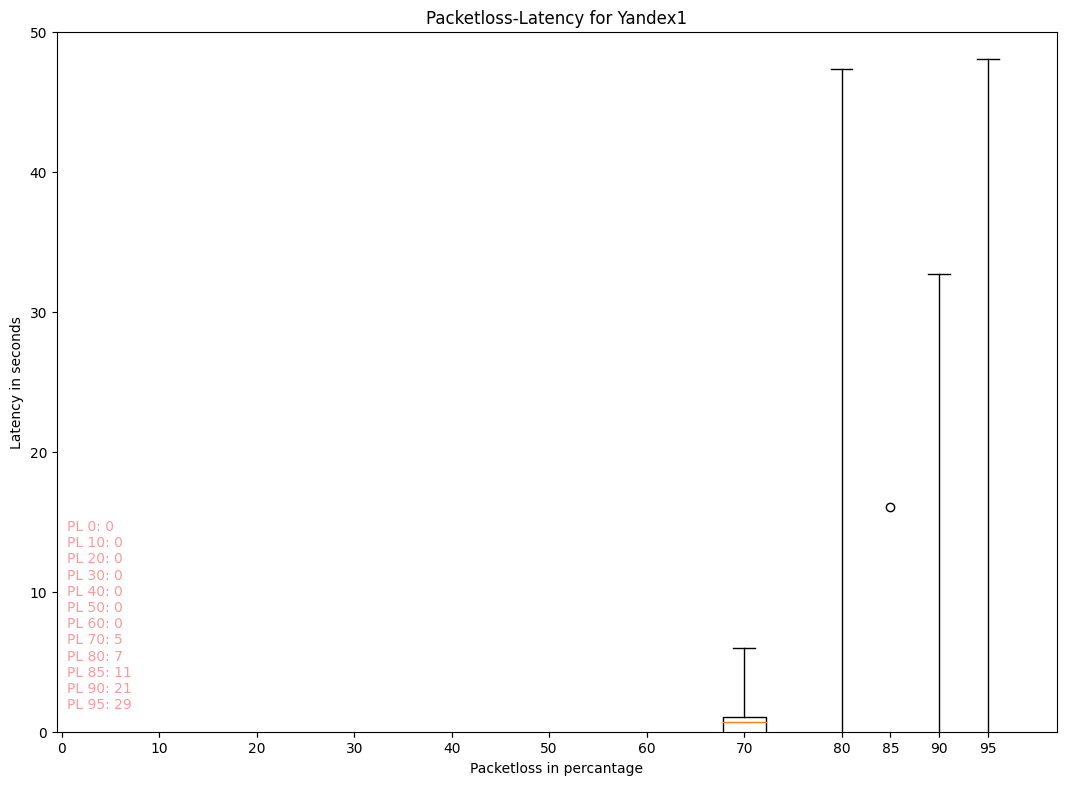 Packetloss-Latency for Yandex1
50
40
30
20
10
0
Latency in seconds
PL 0: 0
PL 10: 0
PL 20: 0
PL 30: 0
PL 40: 0
PL 50: 0
PL 60: 0
PL 70: 5
PL 80: 7
PL 85: 11
PL 90: 21
PL 95: 29
0 10 20 30 40 50 60 70 80 85 90 95
Packetloss in percantage